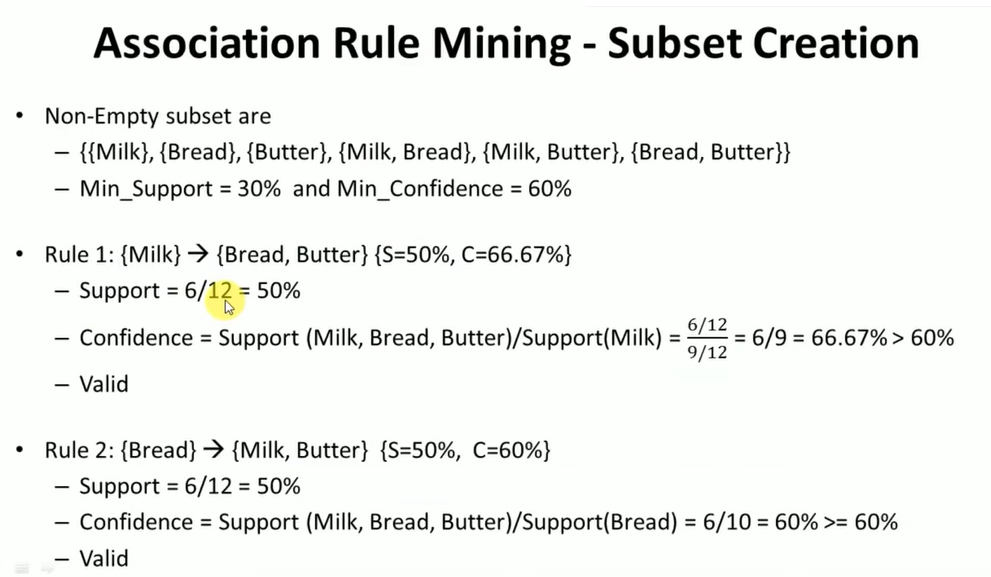 Association Rule Mining - Subset Creation
• Non-Empty subset are
– {{Milk}, {Bread}, {Butter}, {Milk, Bread}, {Milk, Butter}, {Bread, Butter}}
– Min_Support = 30% and Min_Confidence = 60%
• Rule 1: {Milk} → {Bread, Butter} {S=50%, C=66.67%}
– Support = 6/12 = 50%
– Confidence = Support (Milk, Bread, Butter)/Support(Milk) = 6/12 / 9/12 = 6/9 = 66.67% > 60%
– Valid
• Rule 2: {Bread} → {Milk, Butter} {S=50%, C=60%}
– Support = 6/12 = 50%
– Confidence = Support (Milk, Bread, Butter)/Support(Bread) = 6/10 = 60% >= 60%
– Valid